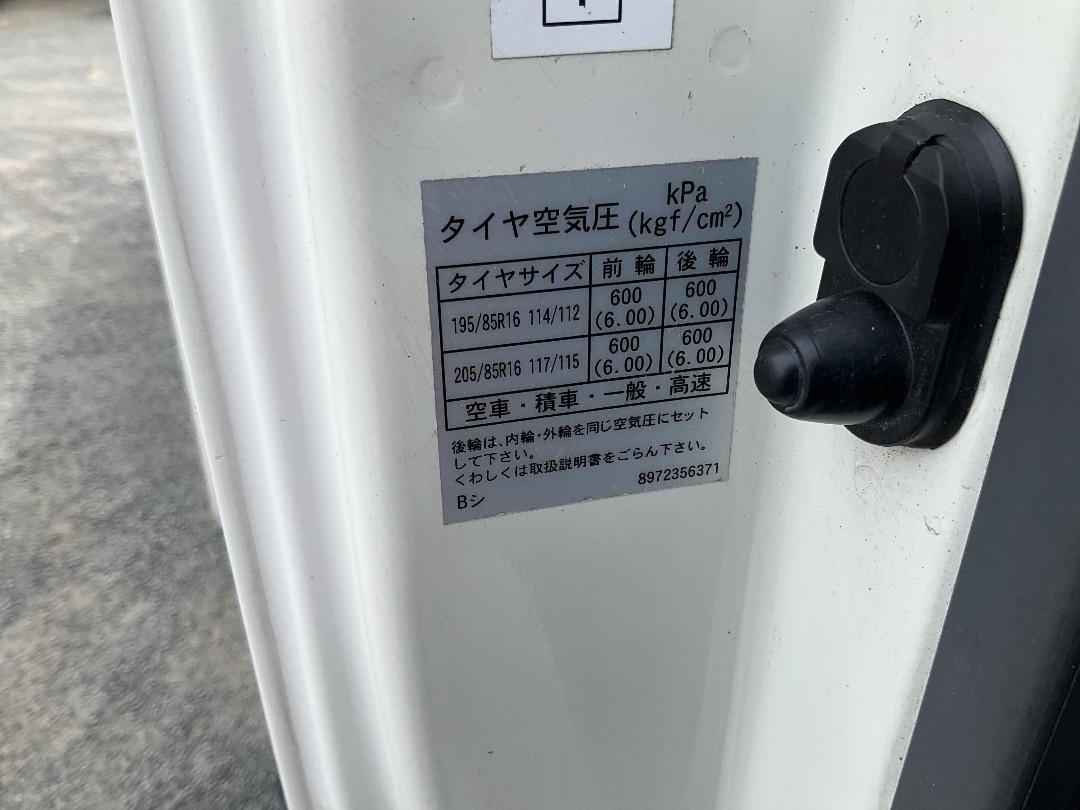 タイヤ空気圧 kPa (kgf/cm²)
タイヤサイズ 前輪 後輪
195/85R16 114/112 600 (6.00) 600 (6.00)
205/85R16 117/115 600 (6.00) 600 (6.00)
空車・積車・一般・高速
後輪は、内輪・外輪を同じ空気圧にセット
して下さい。
くわしくは取扱説明書をごらん下さい。
Bシ 8972356371